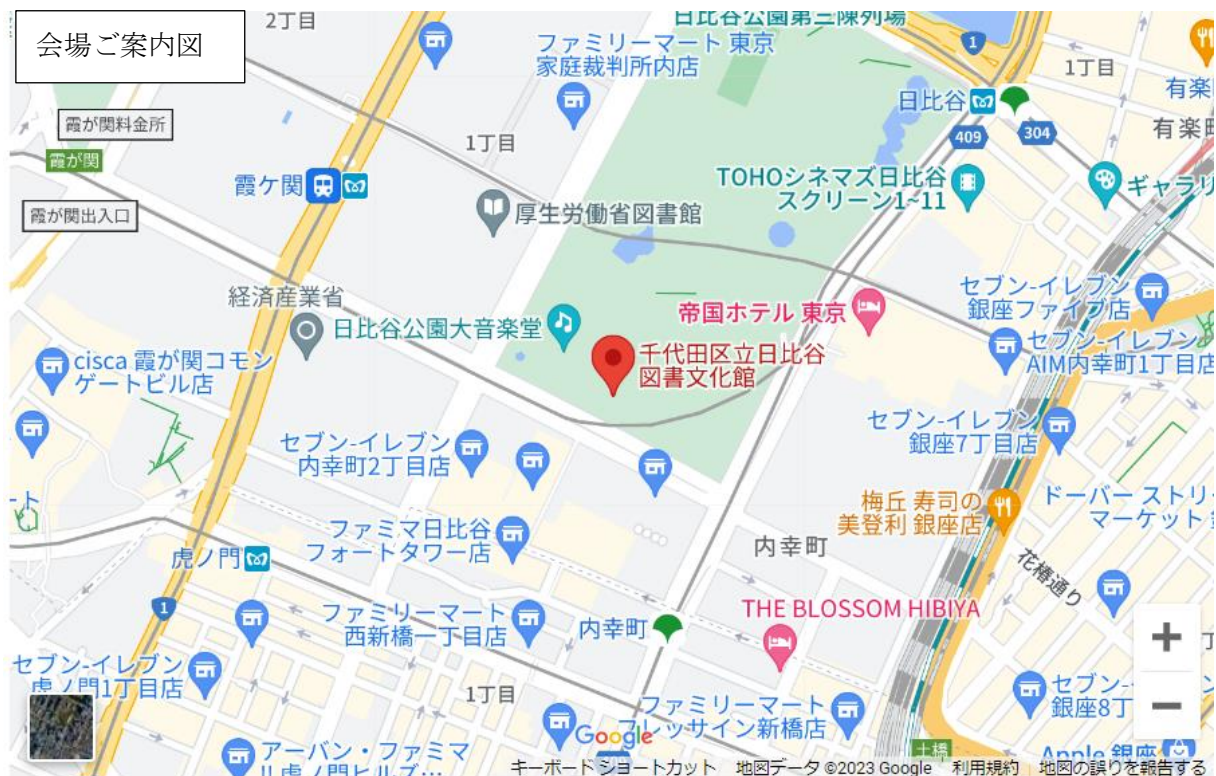 会場ご案内図
2丁目
日比谷公園第三陳列場
ファミリーマート 東京
家庭裁判所内店
1
1丁目
有楽
日比谷
409
304
有楽町
霞が関料金所
霞が関
1丁目
霞ケ関
霞が関出入口
厚生労働省図書館
TOHOシネマズ日比谷
スクリーン1~11
ギャラリ
経済産業省
日比谷公園大音楽堂
帝国ホテル 東京
セブン-イレブン
銀座ファイブ店
千代田区立日比谷
図書文化館
セブン-イレブン
AIM内幸町1丁目店
cisca 霞が関コモン
ゲートビル店
セブン-イレブン
銀座7丁目店
セブン-イレブン
内幸町2丁目店
梅丘 寿司の
美登利 銀座店
ドーバー ストリ
マーケット
ート
ファミマ日比谷
フォートタワー店
内幸町
花椿通り
虎ノ門
1
ファミリーマート
西新橋一丁目店
内幸町
THE BLOSSOM HIBIYA
セブン-イレブン
虎ノ門1丁目店
1丁目
ファミリーマート
フレッサイン新橋店
セブン-
銀座8丁
アーバン・ファミマ
!!虎ノ門ヒルズ…
Google
土橋
Apple 銀座
キーボード ショートカット 地図データ ©2023 Google 利用規約 地図の誤りを報告する